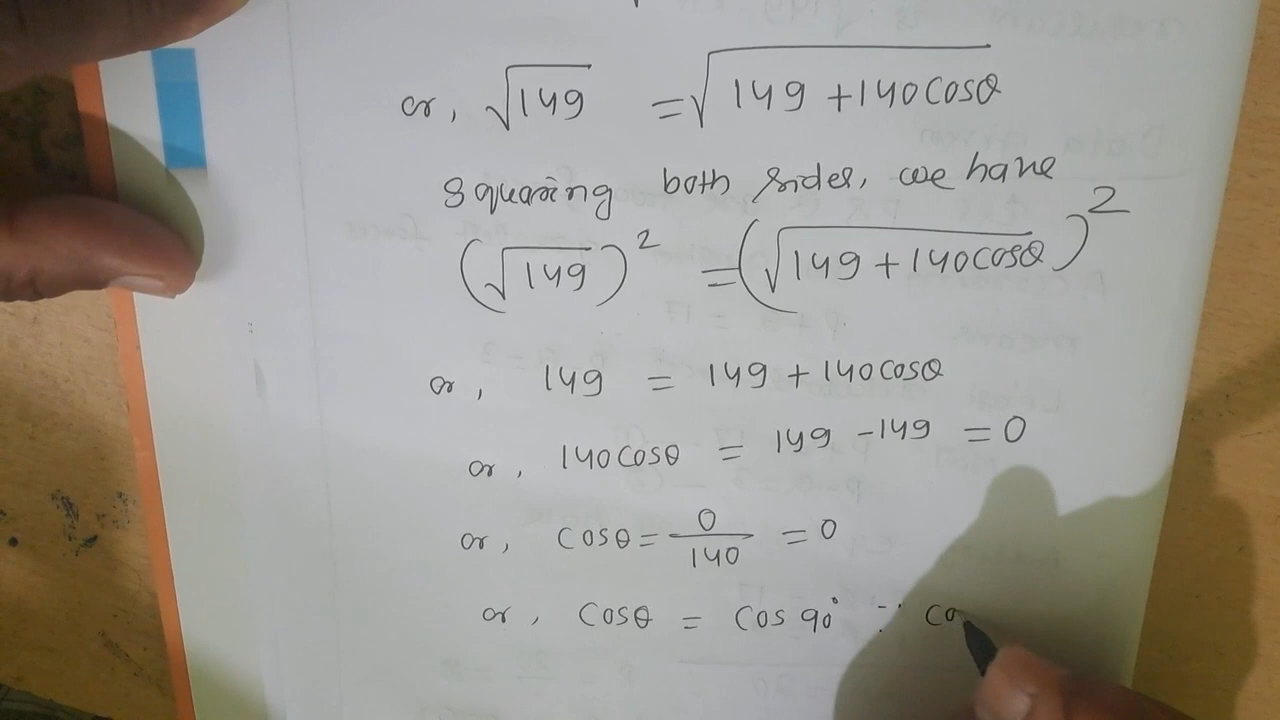 or, √149 = √149 + 140cosθ
Squaring both sides, we have
(√149)² = (√149 + 140cosθ)²
or, 149 = 149 + 140cosθ
or, 140cosθ = 149 - 149 = 0
or, cosθ = 0/140 = 0
or, cosθ = cos 90° ∵ co